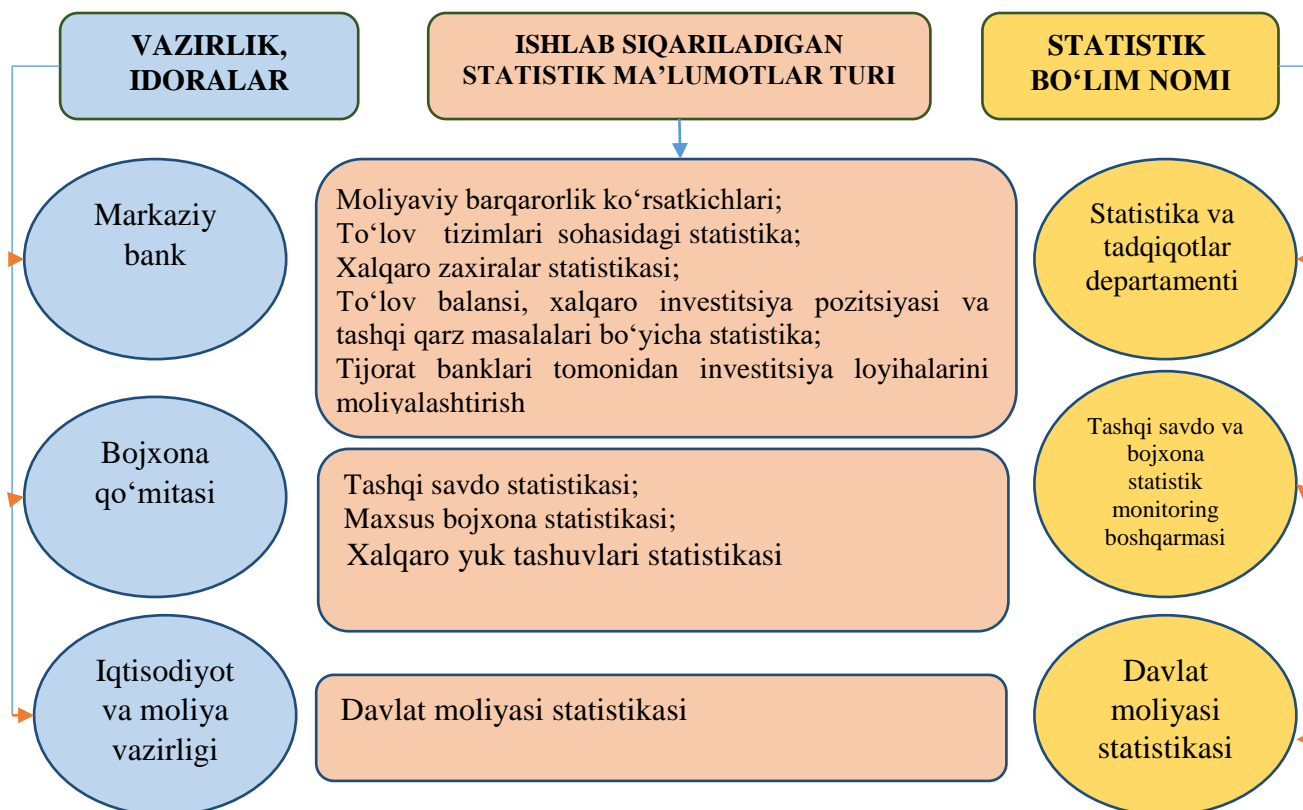 VAZIRLIK,
IDORALAR
ISHLAB SIQARILADIGAN
STATISTIK MA’LUMOTLAR TURI
STATISTIK
BO‘LIM NOMI
Markaziy
bank
Moliyaviy barqarorlik ko‘rsatkichlari;
To‘lov tizimlari sohasidagi statistika;
Xalqaro zaxiralar statistikasi;
To‘lov balansi, xalqaro investitsiya pozitsiyasi va
tashqi qarz masalalari bo‘yicha statistika;
Tijorat banklari tomonidan investitsiya loyihalarini
moliyalashtirish
Statistika va
tadqiqotlar
departamenti
Bojxona
qo‘mitasi
Tashqi savdo statistikasi;
Maxsus bojxona statistikasi;
Xalqaro yuk tashuvlari statistikasi
Tashqi savdo va
bojxona
statistik
monitoring
boshqarmasi
Iqtisodiyot
va moliya
vazirligi
Davlat moliyasi statistikasi
Davlat
moliyasi
statistikasi